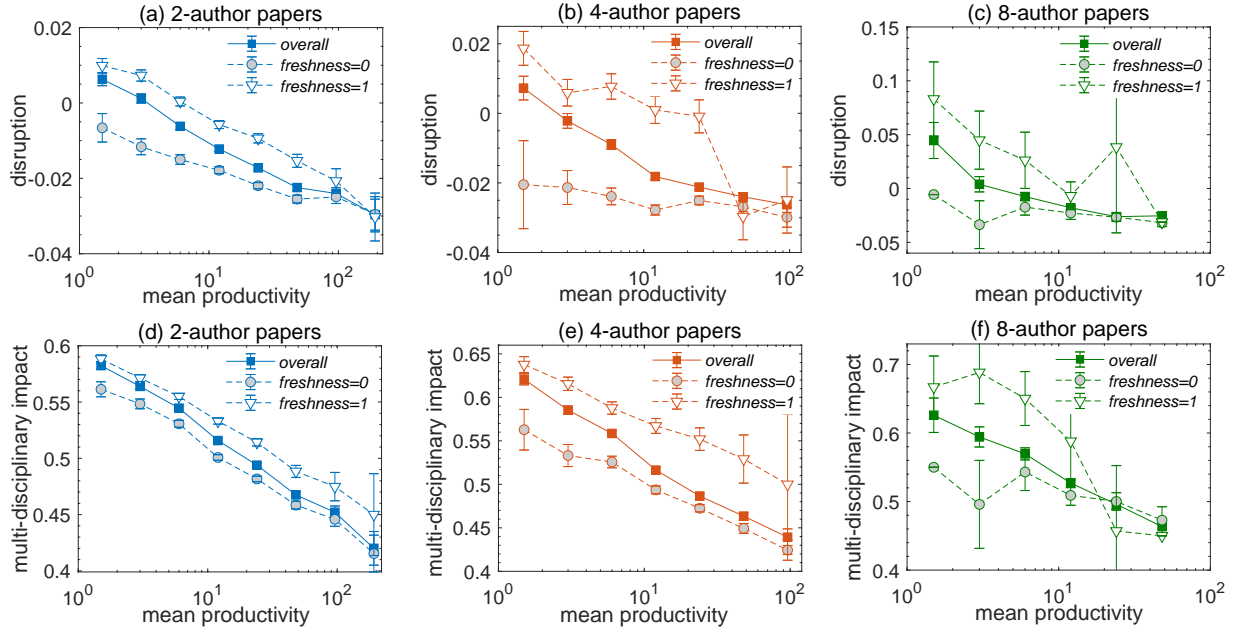 (a) 2-author papers
0.02
0
-0.02
-0.04
disruption
overall
freshness=0
freshness=1
10^0
10^1
10^2
mean productivity
(b) 4-author papers
0.02
0
-0.02
-0.04
disruption
overall
freshness=0
freshness=1
10^0
10^1
10^2
mean productivity
(c) 8-author papers
0.15
0.1
0.05
0
-0.05
disruption
overall
freshness=0
freshness=1
10^0
10^1
10^2
mean productivity
(d) 2-author papers
0.6
0.55
0.5
0.45
0.4
multi-disciplinary impact
overall
freshness=0
freshness=1
10^0
10^1
10^2
mean productivity
(e) 4-author papers
0.65
0.6
0.55
0.5
0.45
0.4
multi-disciplinary impact
overall
freshness=0
freshness=1
10^0
10^1
10^2
mean productivity
(f) 8-author papers
0.7
0.6
0.5
0.4
multi-disciplinary impact
overall
freshness=0
freshness=1
10^0
10^1
10^2
mean productivity